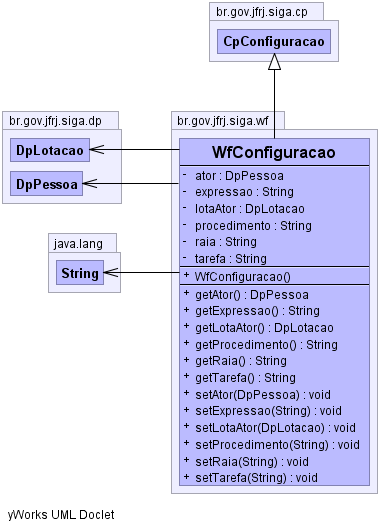 br.gov.jfrj.siga.cp
CpConfiguracao
br.gov.jfrj.siga.dp
DpLotacao
DpPessoa
java.lang
String
br.gov.jfrj.siga.wf
WfConfiguracao
- ator : DpPessoa
- expressao : String
- lotaAtor : DpLotacao
- procedimento : String
- raia : String
- tarefa : String
+ WfConfiguracao()
+ getAtor() : DpPessoa
+ getExpressao() : String
+ getLotaAtor() : DpLotacao
+ getProcedimento() : String
+ getRaia() : String
+ getTarefa() : String
+ setAtor(DpPessoa) : void
+ setExpressao(String) : void
+ setLotaAtor(DpLotacao) : void
+ setProcedimento(String) : void
+ setRaia(String) : void
+ setTarefa(String) : void
yWorks UML Doclet